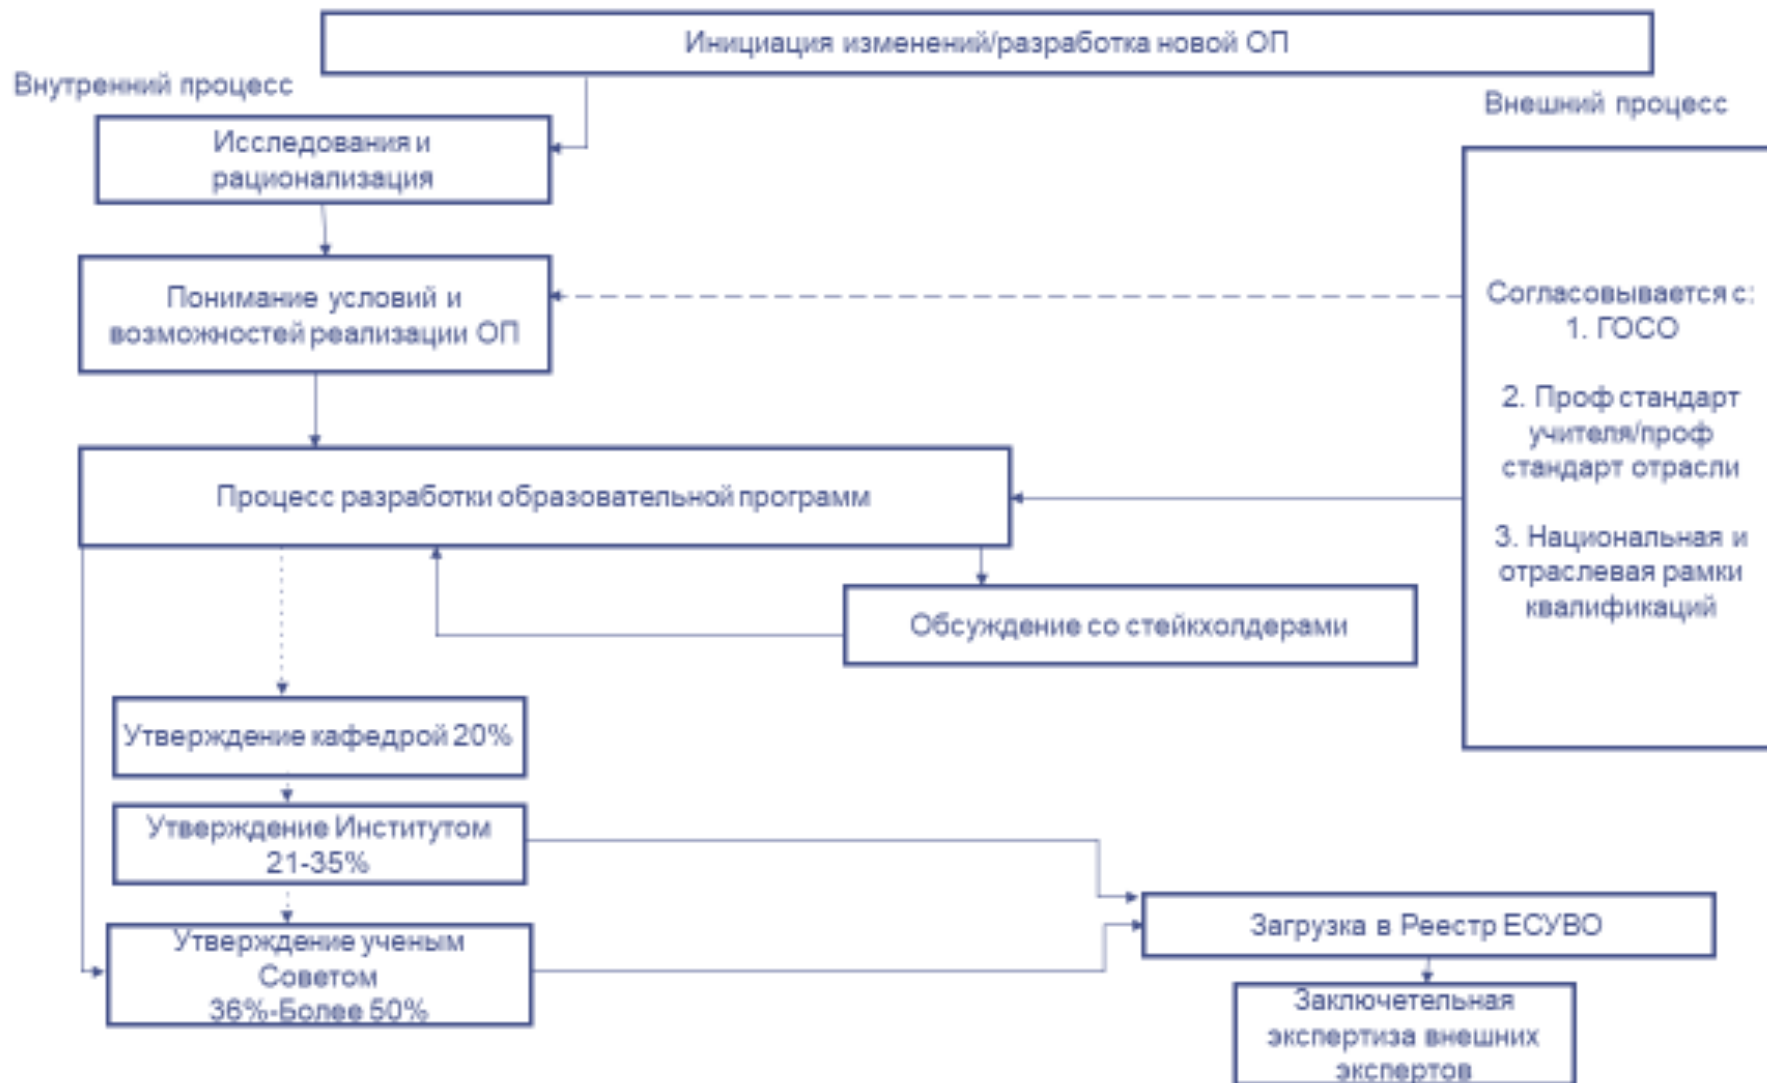 Инициация изменений/разработка новой ОП
Внутренний процесс
Внешний процесс
Исследования и
рационализация
Понимание условий и
возможностей реализации ОП
Согласовывается с:
1. ГОСО
2. Проф стандарт
учителя/проф
стандарт отрасли
3. Национальная и
отраслевая рамки
квалификаций
Процесс разработки образовательной программ
Обсуждение со стейкхолдерами
Утверждение кафедрой 20%
Утверждение Институтом
21-35%
Утверждение ученым
Советом
36%-Более 50%
Загрузка в Реестр ЕСУВО
Заключетельная
экспертиза внешних
экспертов